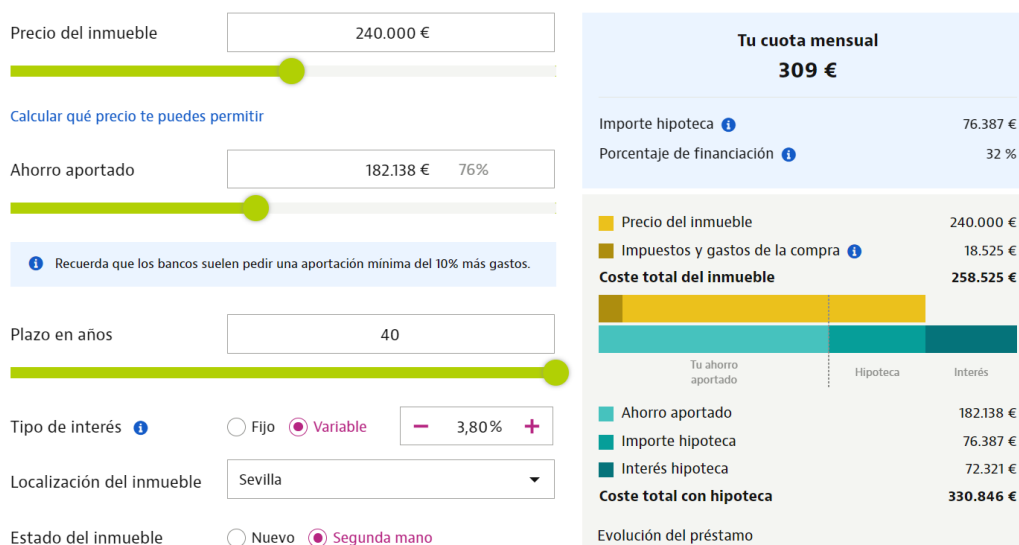 Precio del inmueble
240.000 €
Calcular qué precio te puedes permitir
Ahorro aportado
182.138 € 76%
Recuerda que los bancos suelen pedir una aportación mínima del 10% más gastos.
Plazo en años
40
Tipo de interés
Fijo
Variable
3,80%
Localización del inmueble
Sevilla
Estado del inmueble
Nuevo
Segunda mano
Tu cuota mensual
309 €
Importe hipoteca 76.387 €
Porcentaje de financiación 32 %
Precio del inmueble 240.000 €
Impuestos y gastos de la compra 18.525 €
Coste total del inmueble 258.525 €
Tu ahorro
aportado
Hipoteca
Interés
Ahorro aportado 182.138 €
Importe hipoteca 76.387 €
Interés hipoteca 72.321 €
Coste total con hipoteca 330.846 €
Evolución del préstamo